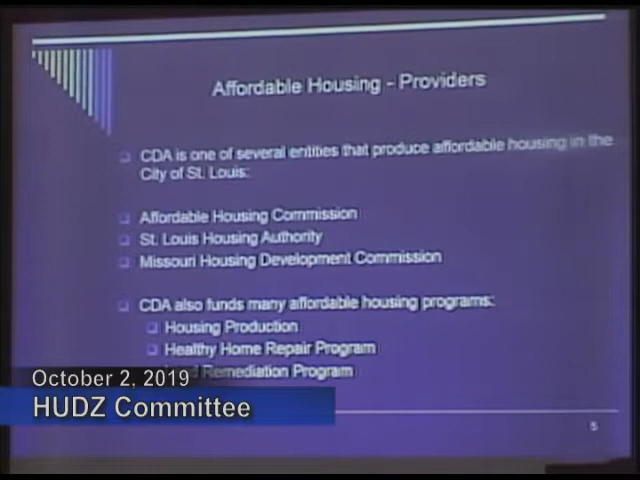 Affordable Housing - Providers
CDA is one of several entities that produce affordable housing in the
City of St. Louis:
Affordable Housing Commission
St. Louis Housing Authority
Missouri Housing Development Commission
CDA also funds many affordable housing programs:
Housing Production
Healthy Home Repair Program
Remediation Program
October 2, 2019
HUDZ Committee
5